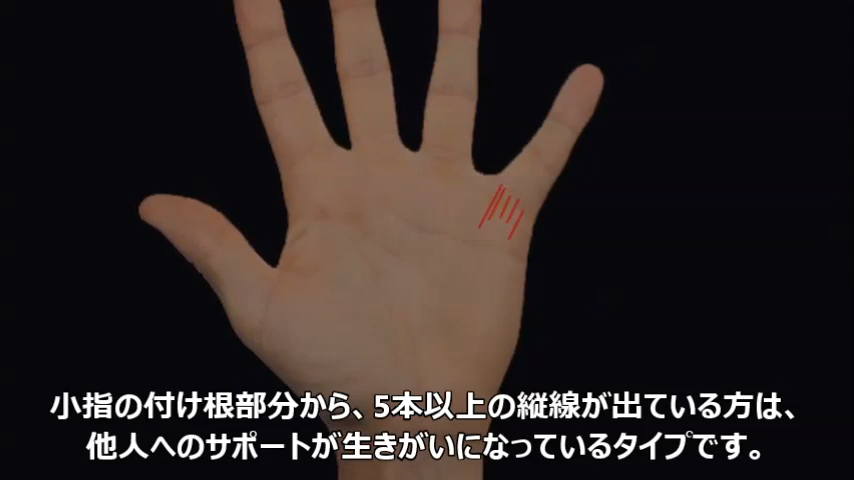 小指の付け根部分から、5本以上の縦線が出ている方は、
他人へのサポートが生きがいになっているタイプです。